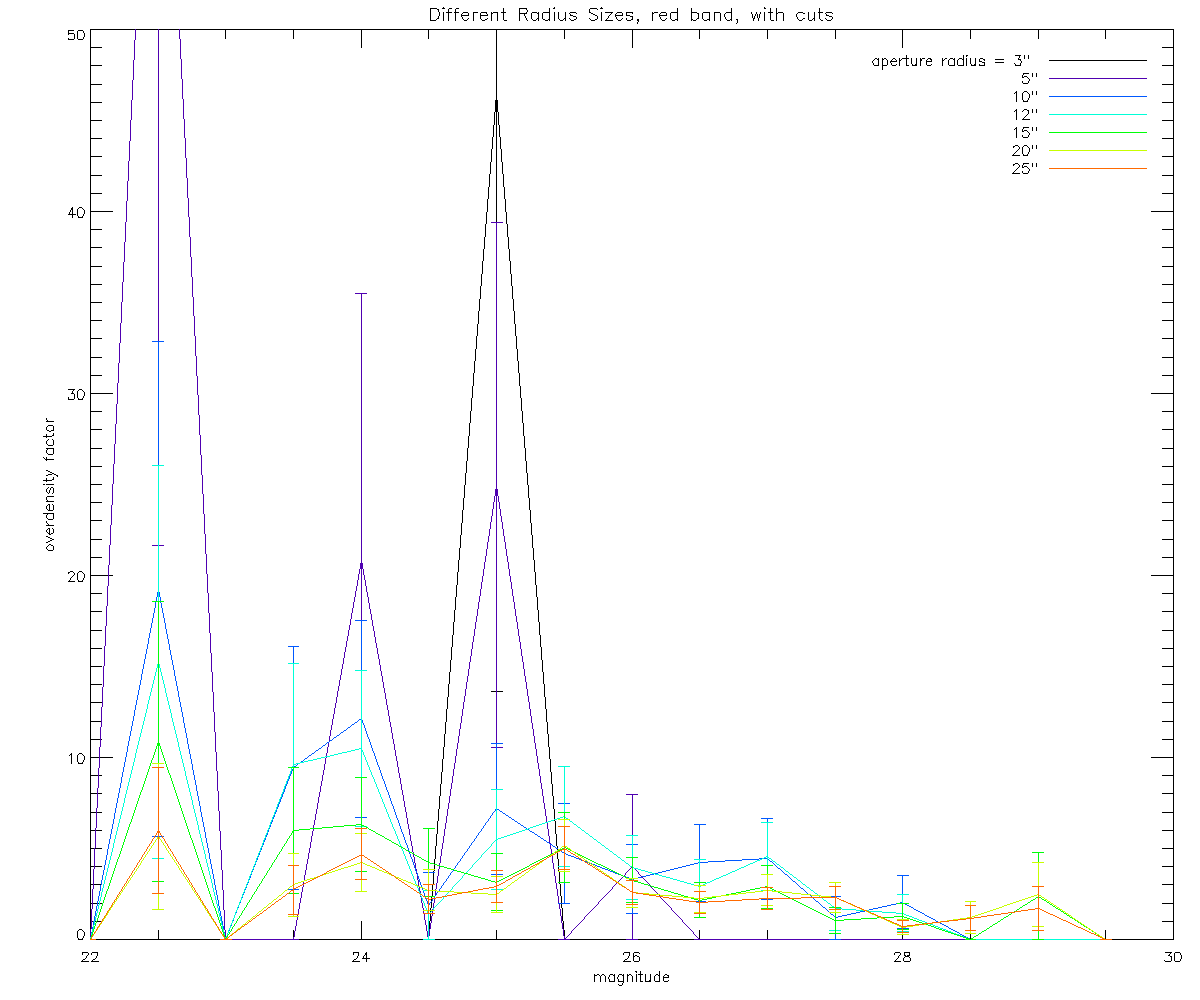 Different Radius Sizes, red band, with cuts
aperture radius = 3"
5"
10"
12"
15"
20"
25"
50
40
30
20
10
0
overdensity factor
22 24 26 28 30
magnitude